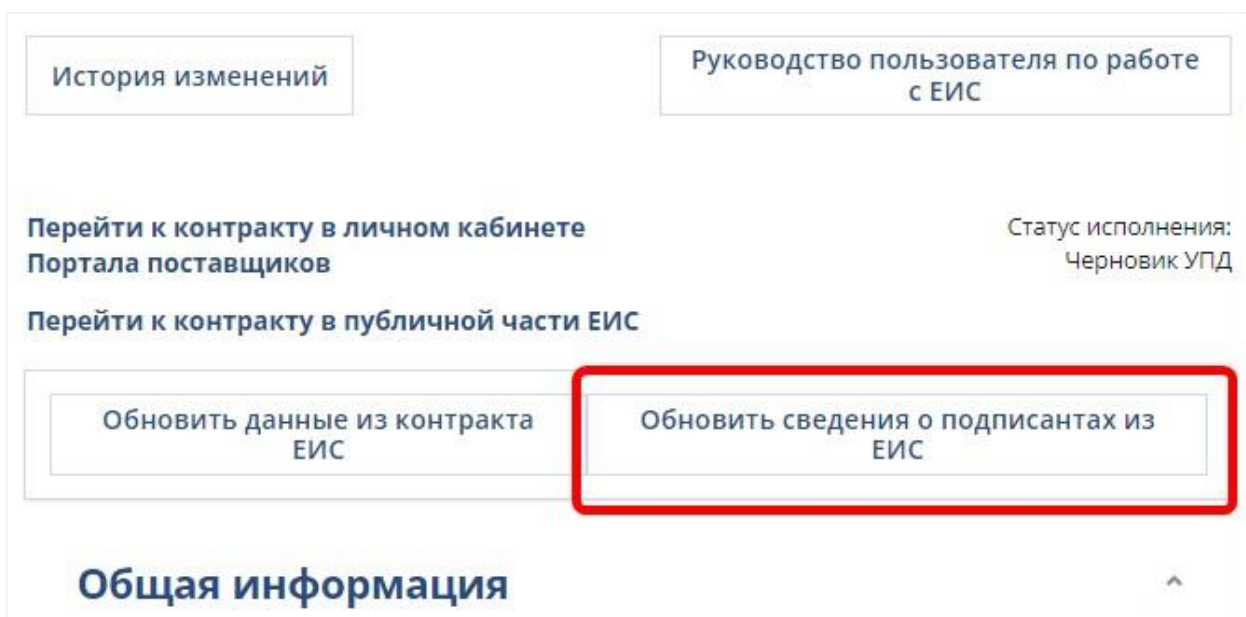 История изменений
Руководство пользователя по работе
с ЕИС
Перейти к контракту в личном кабинете
Портала поставщиков
Статус исполнения:
Черновик УПД
Перейти к контракту в публичной части ЕИС
Обновить данные из контракта
ЕИС
Обновить сведения о подписантах из
ЕИС
Общая информация